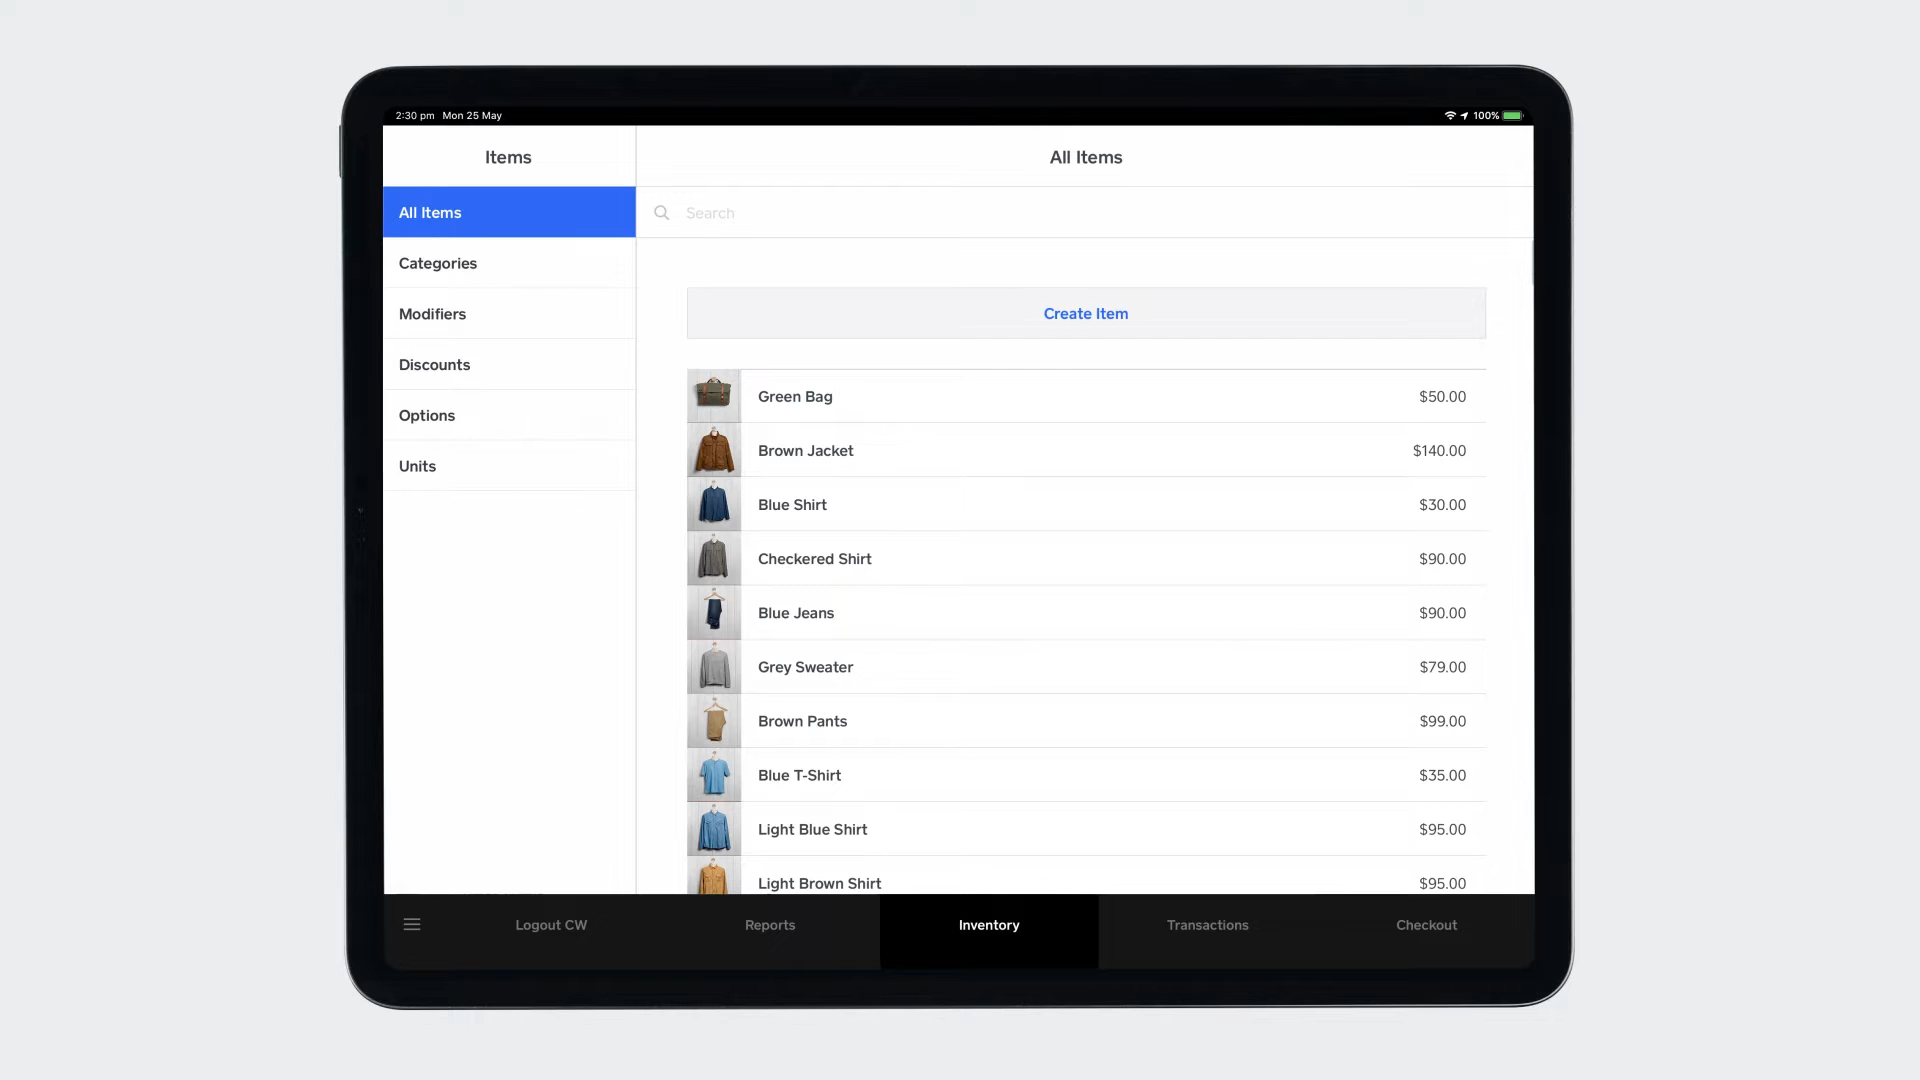 2:30 pm Mon 25 May
100%
Items
All Items
All Items
Search
Categories
Modifiers
Discounts
Options
Units
Create Item
Green Bag $50.00
Brown Jacket $140.00
Blue Shirt $30.00
Checkered Shirt $90.00
Blue Jeans $90.00
Grey Sweater $79.00
Brown Pants $99.00
Blue T-Shirt $35.00
Light Blue Shirt $95.00
Light Brown Shirt $95.00
Logout CW
Reports
Inventory
Transactions
Checkout